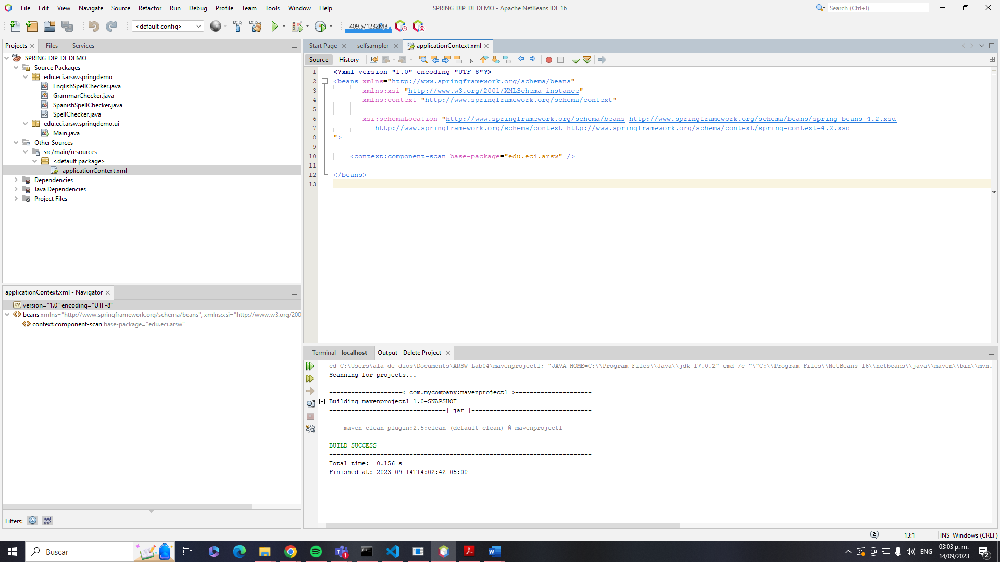 File Edit View Navigate Source Refactor Run Debug Profile Team Tools Window Help
SPRING_DIP_DI_DEMO - Apache NetBeans IDE 16
Search (Ctrl+I)
<default config>
409.5/1232MB
Projects
Files
Services
SPRING_DIP_DI_DEMO
Source Packages
edu.eci.arsw.springdemo
EnglishSpellChecker.java
GrammarChecker.java
SpanishSpellChecker.java
SpellChecker.java
edu.eci.arsw.springdemo.ui
Main.java
Other Sources
src/main/resources
<default package>
applicationContext.xml
Dependencies
Java Dependencies
Project Files
applicationContext.xml - Navigator
version="1.0" encoding="UTF-8"
beans xmlns="http://www.springframework.org/schema/beans", xmlns:xsi="http://www.w3.org/200
context:component-scan base-package="edu.eci.arsw"
Filters:
Start Page
selfsampler
applicationContext.xml
Source
History
1 <?xml version="1.0" encoding="UTF-8"?>
2 <beans xmlns="http://www.springframework.org/schema/beans"
3 xmlns:xsi="http://www.w3.org/2001/XMLSchema-instance"
4 xmlns:context="http://www.springframework.org/schema/context"
5
6 xsi:schemaLocation="http://www.springframework.org/schema/beans http://www.springframework.org/schema/beans/spring-beans-4.2.xsd
7 http://www.springframework.org/schema/context http://www.springframework.org/schema/context/spring-context-4.2.xsd
8 ">
9
10 <context:component-scan base-package="edu.eci.arsw" />
11
12 </beans>
13
Terminal - localhost
Output - Delete Project
cd C:\Users\ala de dios\Documents\ARSW_Lab04\mavenproject1; "JAVA_HOME=C:\\Program Files\\Java\\jdk-17.0.2" cmd /c "\"C:\\Program Files\\NetBeans-16\\netbeans\\java\\maven\\bin\\mvn.
Scanning for projects...
--------------------< com.mycompany:mavenproject1 >---------------------
Building mavenproject1 1.0-SNAPSHOT
--------------------------------[ jar ]---------------------------------
--- maven-clean-plugin:2.5:clean (default-clean) @ mavenproject1 ---
------------------------------------------------------------------------
BUILD SUCCESS
------------------------------------------------------------------------
Total time:  0.156 s
Finished at: 2023-09-14T14:02:42-05:00
------------------------------------------------------------------------
2
13:1
INS
Windows (CRLF)
Buscar
1
ENG
03:03 p. m.
14/09/2023
2